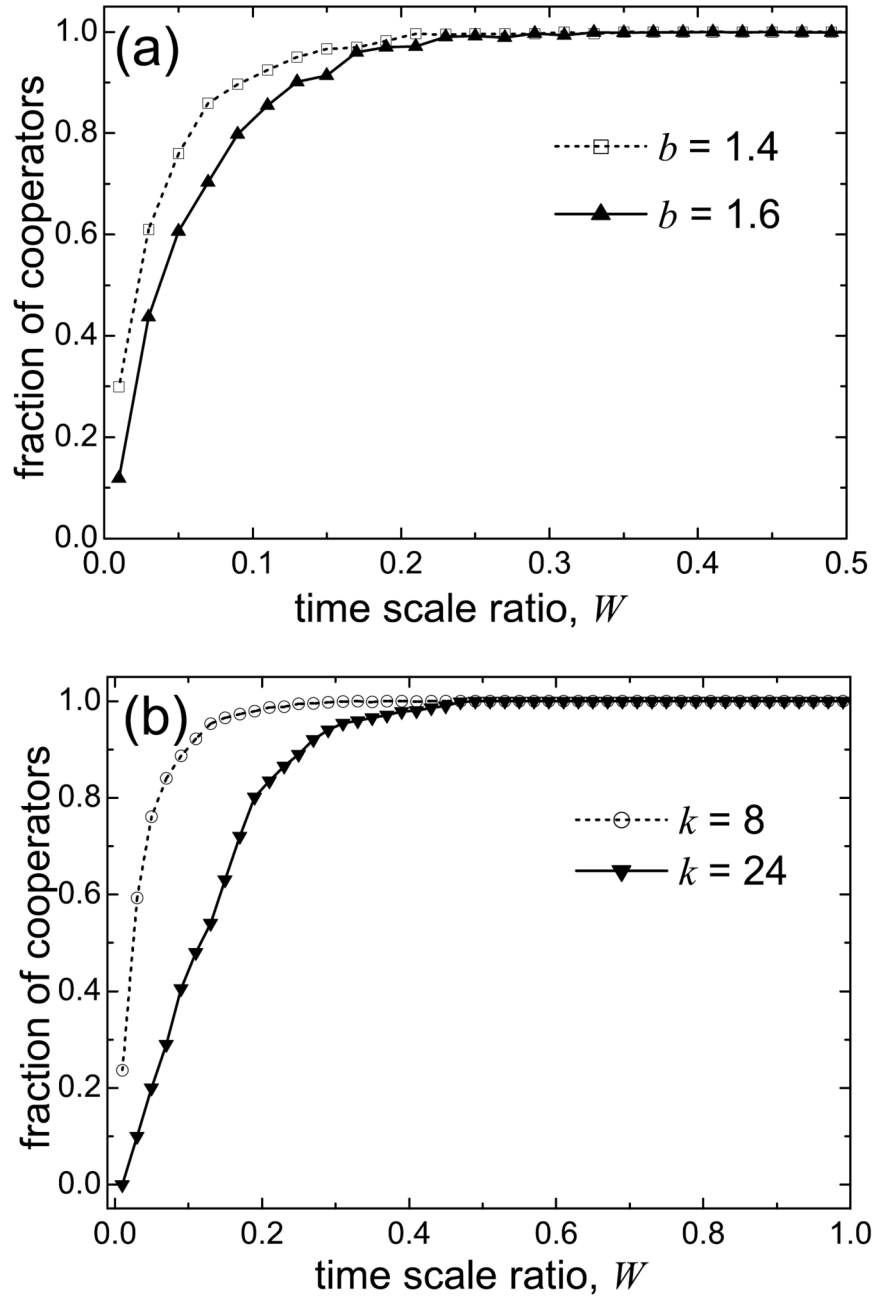 (a)
1.0
0.8
0.6
0.4
0.2
0.0
fraction of cooperators
b = 1.4
b = 1.6
0.0 0.1 0.2 0.3 0.4 0.5
time scale ratio, W
(b)
1.0
0.8
0.6
0.4
0.2
0.0
fraction of cooperators
k = 8
k = 24
0.0 0.2 0.4 0.6 0.8 1.0
time scale ratio, W